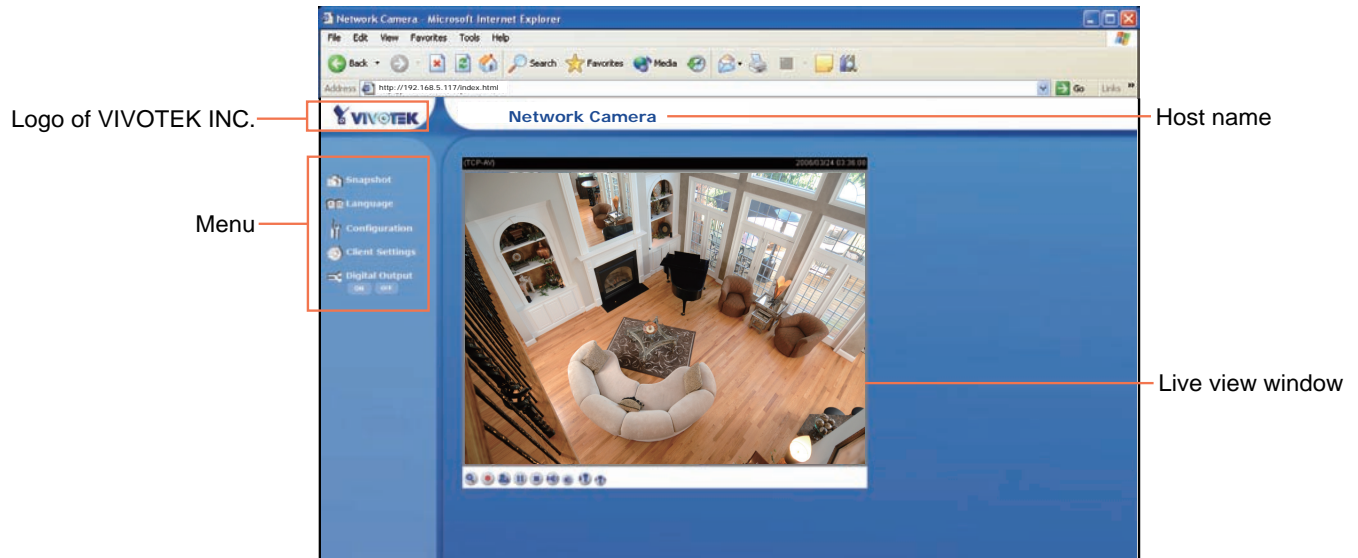 Network Camera - Microsoft Internet Explorer
File Edit View Favorites Tools Help
Back Search Favorites Media
Address http://192.168.5.117/index.html Go Links »
Logo of VIVOTEK INC.
VIVOTEK
Network Camera
Host name
(TCP-AV) 2008/03/24 03:36:08
Menu
Snapshot
Language
Configuration
Client Settings
Digital Output
ON OFF
Live view window